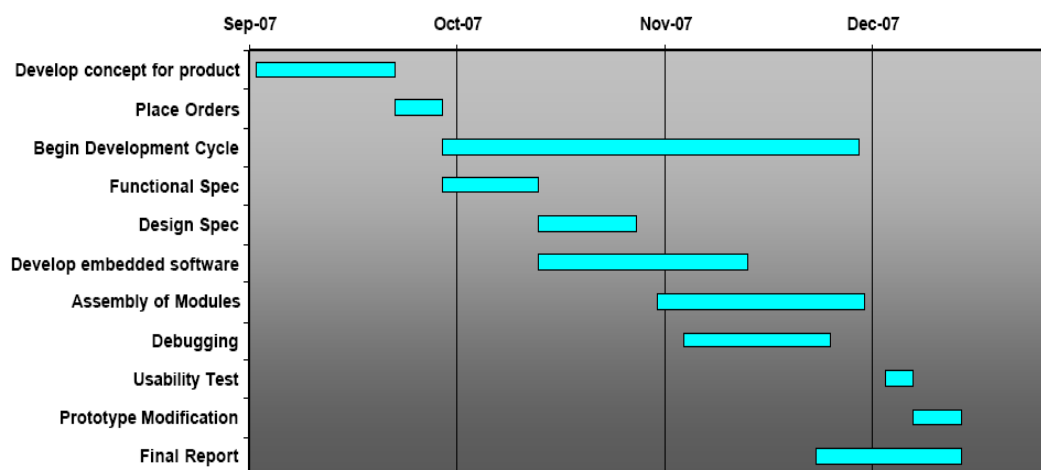 Sep-07 Oct-07 Nov-07 Dec-07
Develop concept for product
Place Orders
Begin Development Cycle
Functional Spec
Design Spec
Develop embedded software
Assembly of Modules
Debugging
Usability Test
Prototype Modification
Final Report